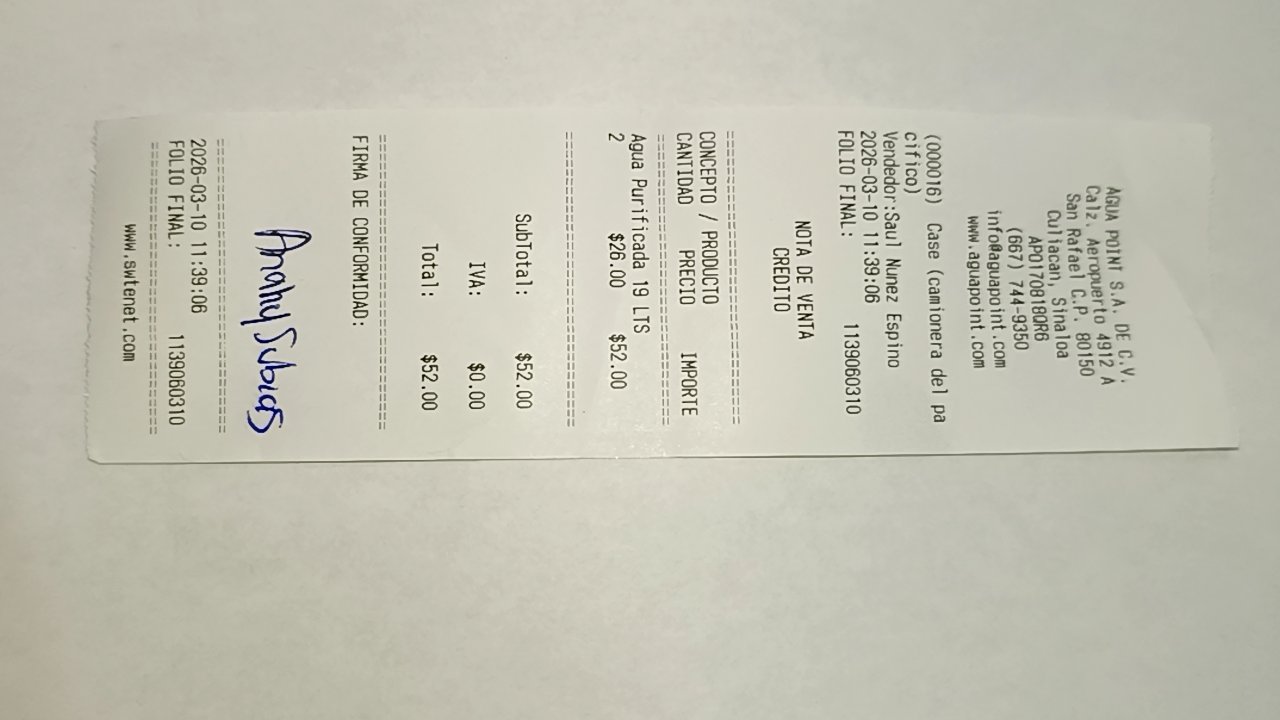 AGUA POINT S.A. DE C.V.
Calz. Aeropuerto 4912 A
San Rafael C.P. 80150
Culiacan, Sinaloa
APO170818QR6
(667) 744-9350
info@aguapoint.com
www.aguapoint.com
(000016) Case (camionera del pa
cifico)
Vendedor:Saul Nunez Espino
2026-03-10 11:39:06
FOLIO FINAL: 1139060310
NOTA DE VENTA
CREDITO
CONCEPTO / PRODUCTO
CANTIDAD PRECIO IMPORTE
Agua Purificada 19 LTS
2 $26.00 $52.00
SubTotal: $52.00
IVA: $0.00
Total: $52.00
FIRMA DE CONFORMIDAD:
Anahy
2026-03-10 11:39:06
FOLIO FINAL: 1139060310
www.swtenet.com